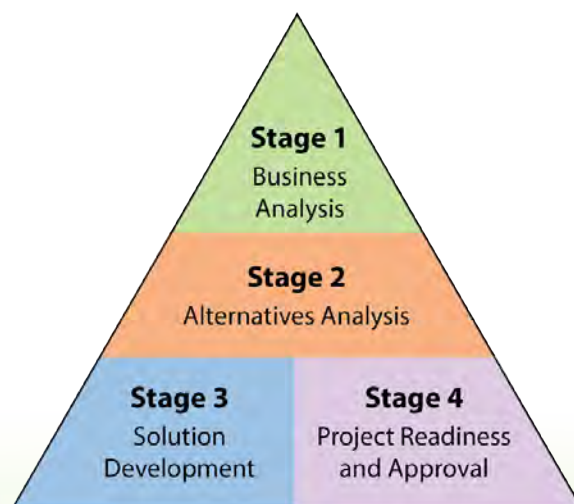 Stage 1
Business
Analysis
Stage 2
Alternatives Analysis
Stage 3
Solution
Development
Stage 4
Project Readiness
and Approval